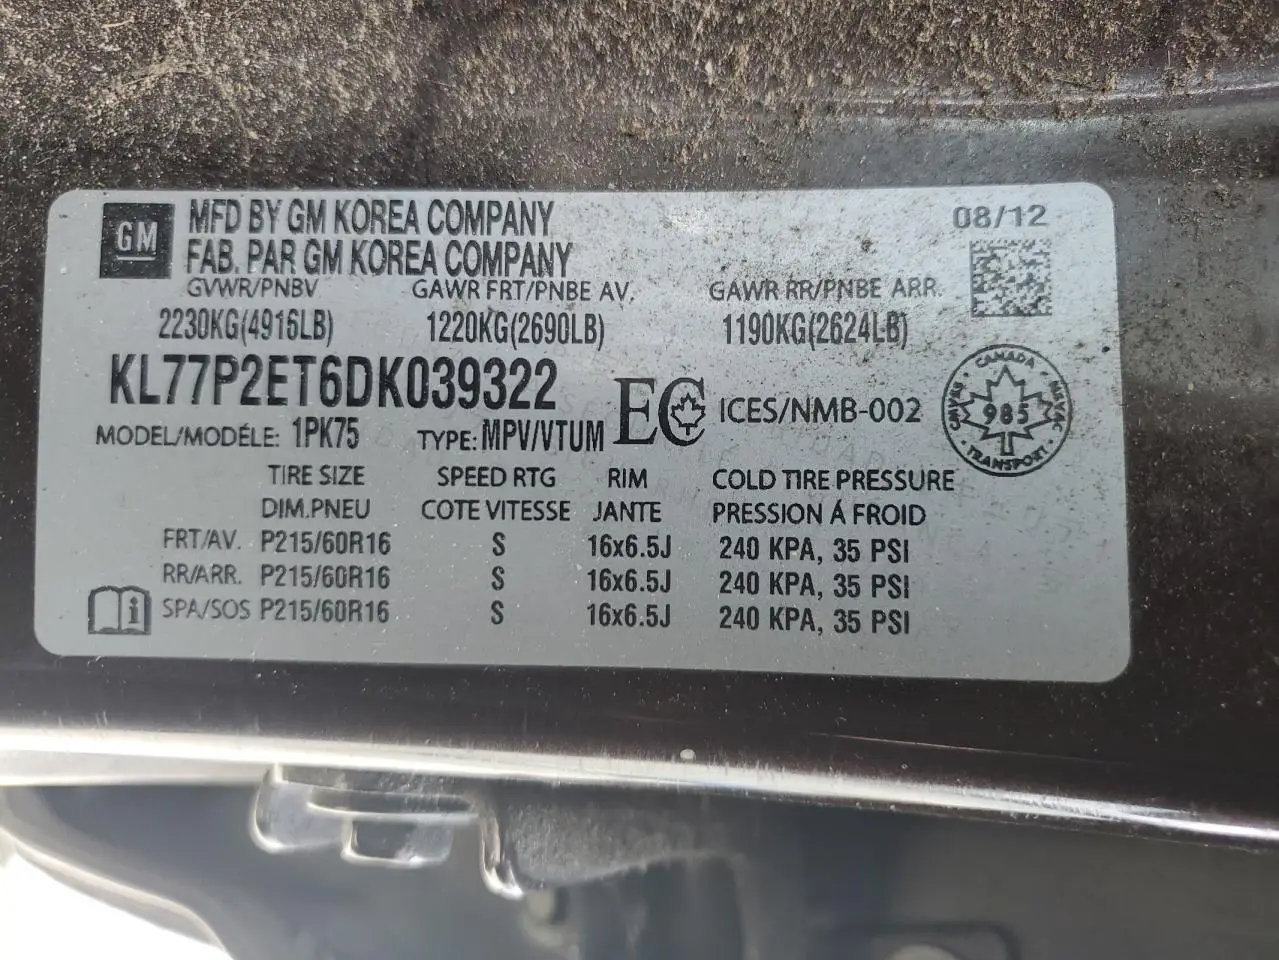 GM MFD BY GM KOREA COMPANY 08/12
FAB. PAR GM KOREA COMPANY
GVWR/PNBV GAWR FRT/PNBE AV. GAWR RR/PNBE ARR.
2230KG(4916LB) 1220KG(2690LB) 1190KG(2624LB)
KL77P2ET6DK039322 EC ICES/NMB-002
CANADA TRANSPORT 985
MODEL/MODÉLE: 1PK75 TYPE: MPV/VTUM
TIRE SIZE SPEED RTG RIM COLD TIRE PRESSURE
DIM.PNEU COTE VITESSE JANTE PRESSION Á FROID
FRT/AV. P215/60R16 S 16x6.5J 240 KPA, 35 PSI
RR/ARR. P215/60R16 S 16x6.5J 240 KPA, 35 PSI
SPA/SOS P215/60R16 S 16x6.5J 240 KPA, 35 PSI